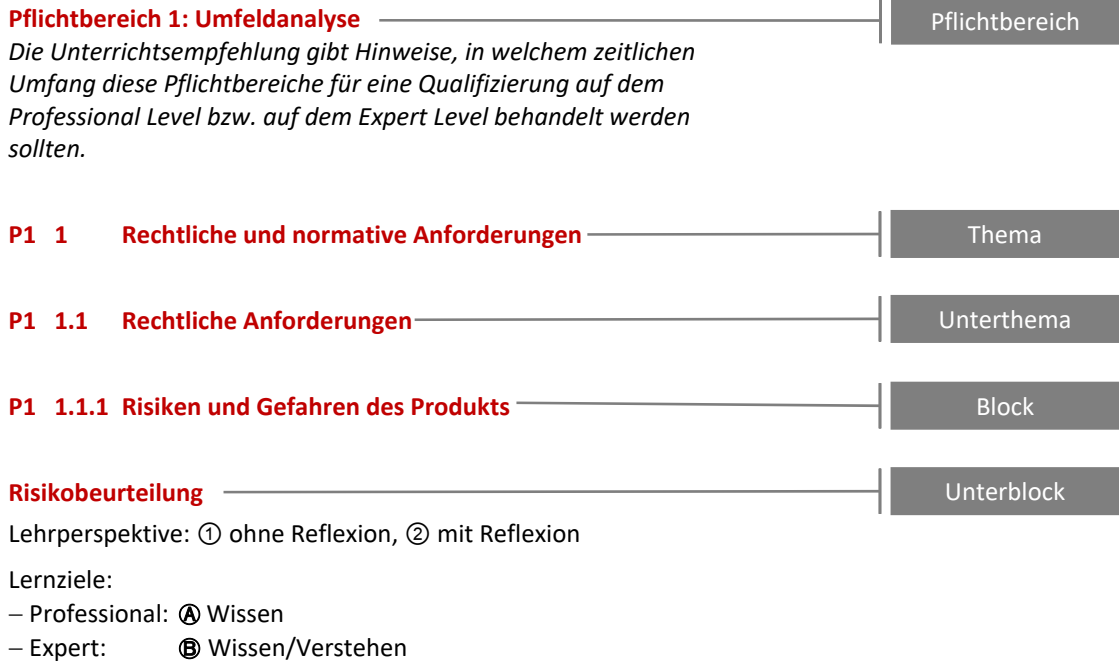 Pflichtbereich 1: Umfeldanalyse Pflichtbereich
Die Unterrichtsempfehlung gibt Hinweise, in welchem zeitlichen
Umfang diese Pflichtbereiche für eine Qualifizierung auf dem
Professional Level bzw. auf dem Expert Level behandelt werden
sollten.
P1 1 Rechtliche und normative Anforderungen Thema
P1 1.1 Rechtliche Anforderungen Unterthema
P1 1.1.1 Risiken und Gefahren des Produkts Block
Risikobeurteilung Unterblock
Lehrperspektive: ① ohne Reflexion, ② mit Reflexion
Lernziele:
– Professional: Ⓐ Wissen
– Expert: Ⓑ Wissen/Verstehen